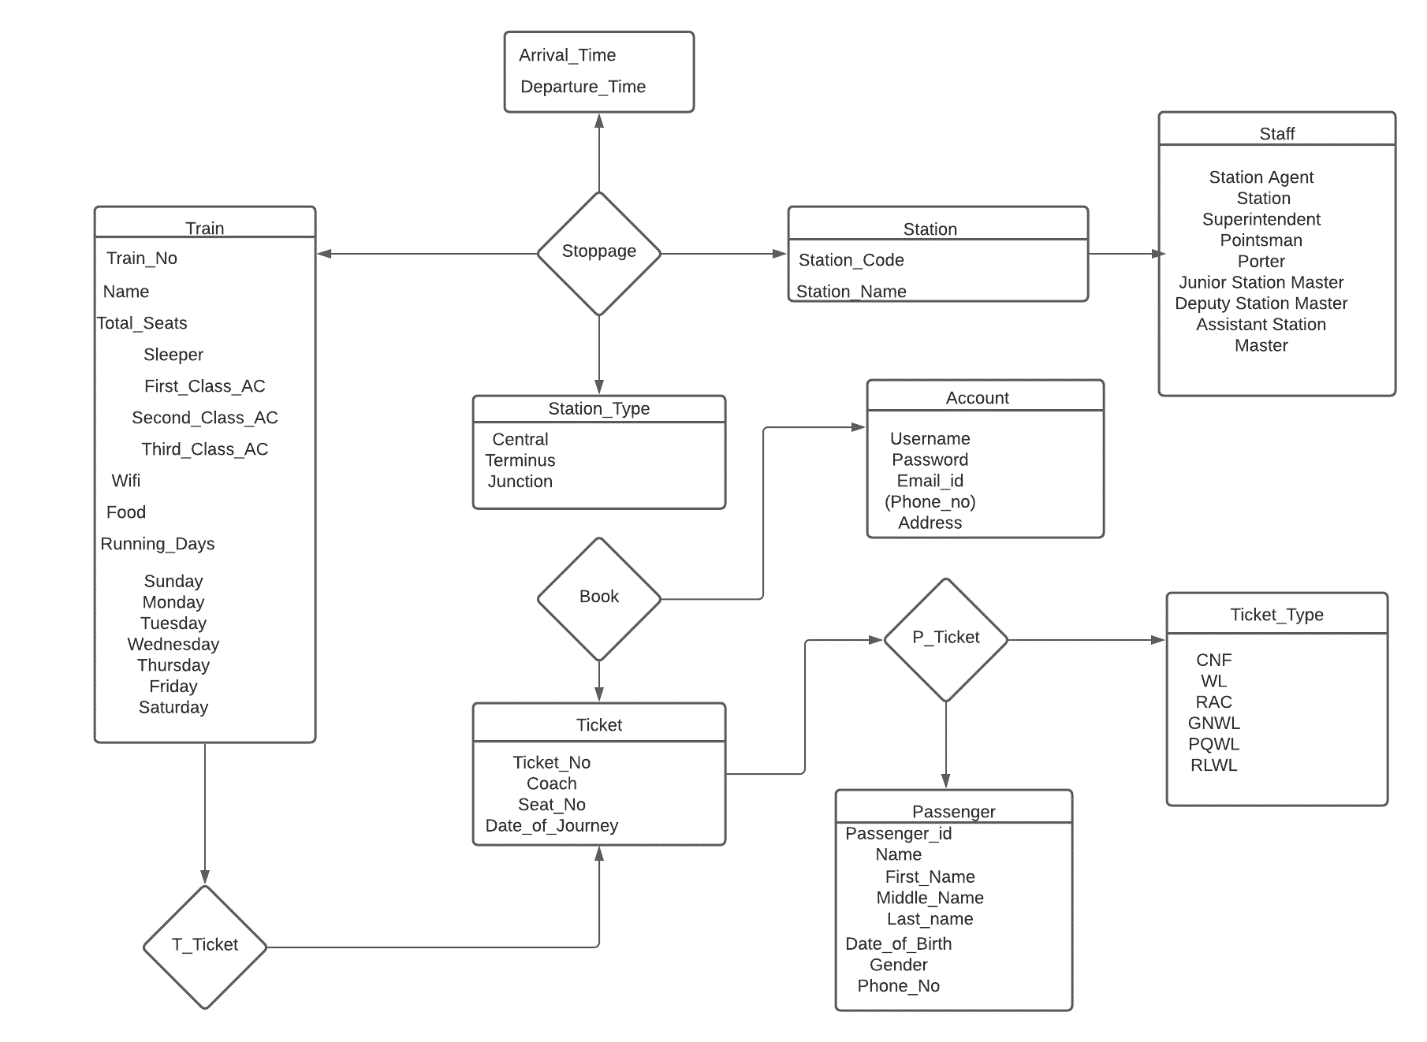 Arrival_Time
Departure_Time
Staff
Station Agent
Station
Superintendent
Pointsman
Porter
Junior Station Master
Deputy Station Master
Assistant Station
Master
Train
Train_No
Name
Total_Seats
Sleeper
First_Class_AC
Second_Class_AC
Third_Class_AC
Wifi
Food
Running_Days
Sunday
Monday
Tuesday
Wednesday
Thursday
Friday
Saturday
Stoppage
Station
Station_Code
Station_Name
Station_Type
Central
Terminus
Junction
Account
Username
Password
Email_id
(Phone_no)
Address
Book
P_Ticket
Ticket_Type
CNF
WL
RAC
GNWL
PQWL
RLWL
Ticket
Ticket_No
Coach
Seat_No
Date_of_Journey
Passenger
Passenger_id
Name
First_Name
Middle_Name
Last_name
Date_of_Birth
Gender
Phone_No
T_Ticket